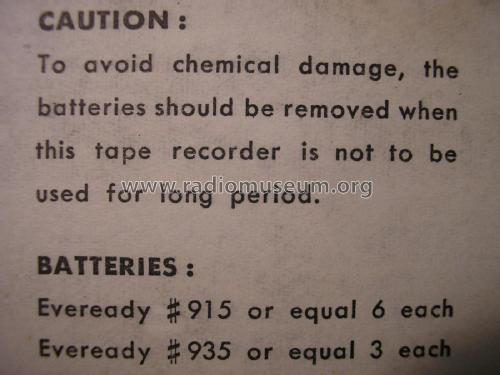 CAUTION :
To avoid chemical damage, the
batteries should be removed when
this tape recorder is not to be
used for long period.
www.radiomuseum.org
BATTERIES :
Eveready #915 or equal 6 each
Eveready #935 or equal 3 each